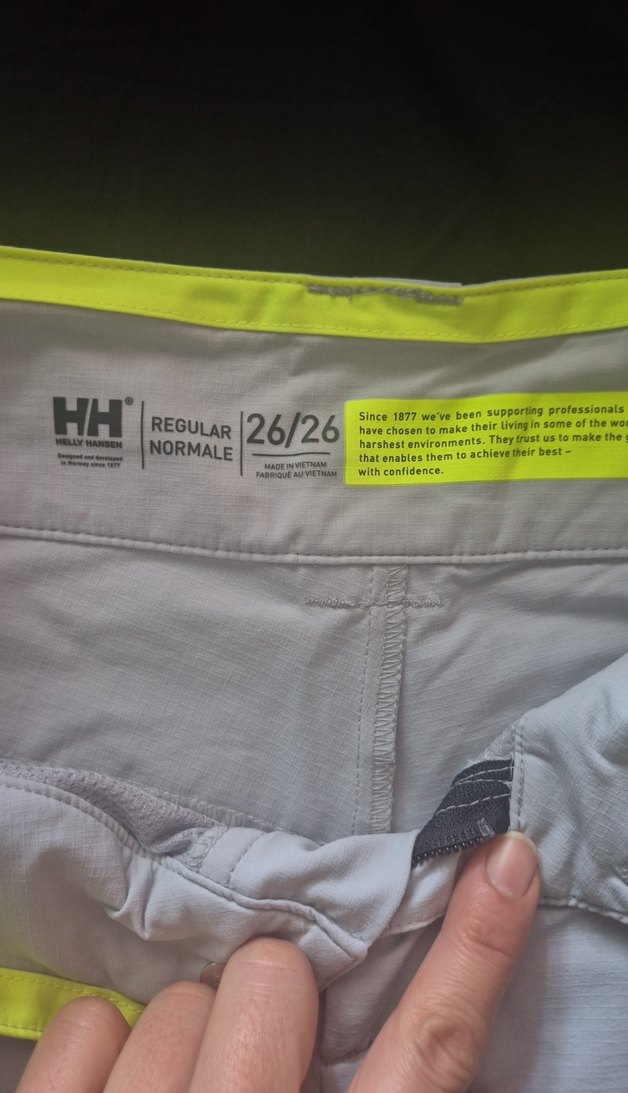 HH®
HELLY HANSEN
Designed and developed
in Norway since 1877
REGULAR
NORMALE
26/26
MADE IN VIETNAM
FABRIQUÉ AU VIETNAM
Since 1877 we've been supporting professionals
have chosen to make their living in some of the
harshest environments. They trust us to make the
that enables them to achieve their best –
with confidence.